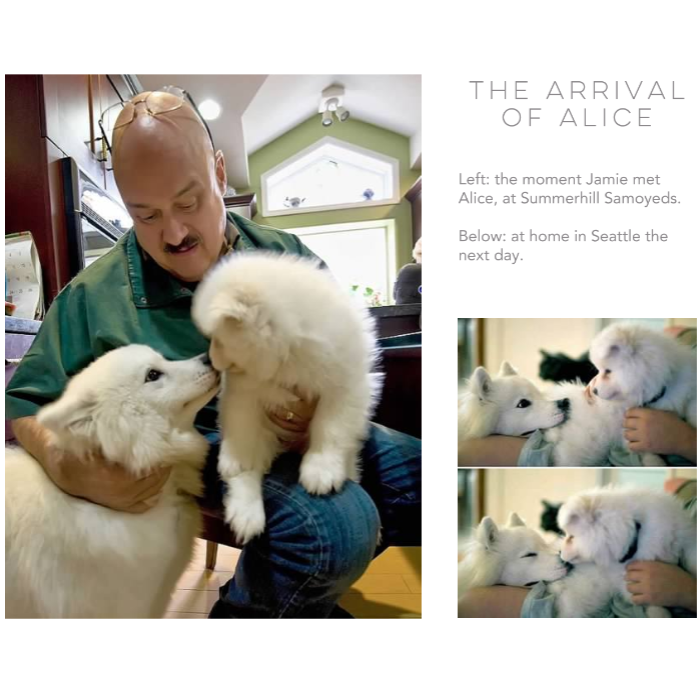 THE ARRIVAL
OF ALICE
Left: the moment Jamie met
Alice, at Summerhill Samoyeds.
Below: at home in Seattle the
next day.